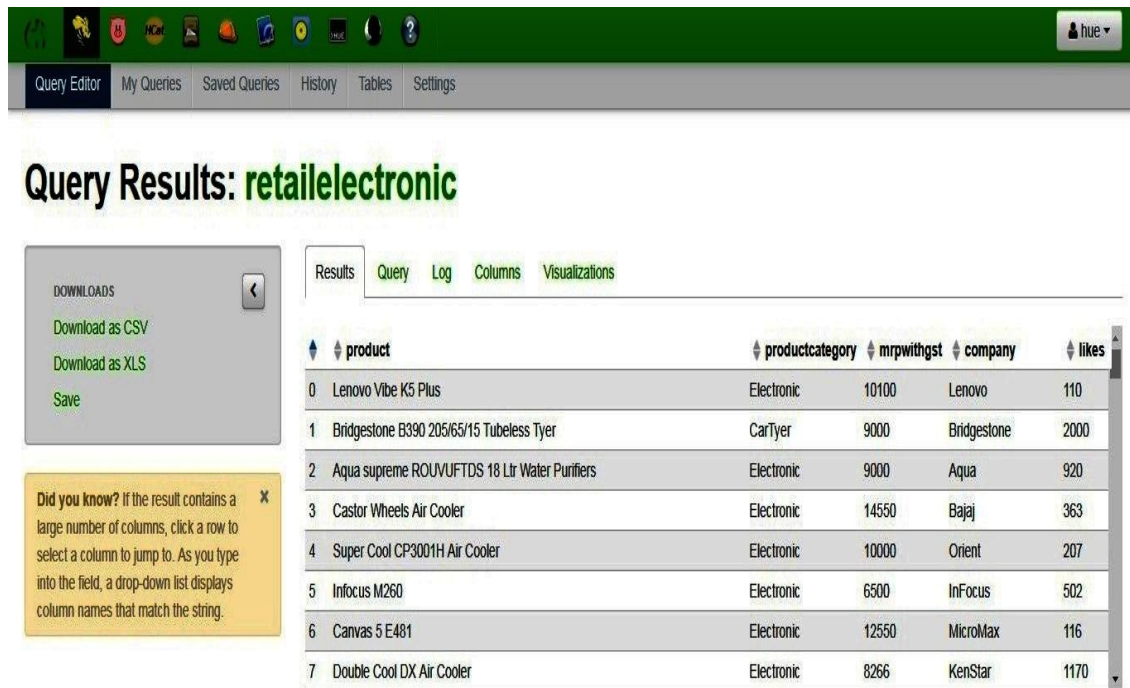 HCat
HUE
?
hue
Query Editor My Queries Saved Queries History Tables Settings
Query Results: retailelectronic
DOWNLOADS
Download as CSV
Download as XLS
Save
Did you know? If the result contains a
large number of columns, click a row to
select a column to jump to. As you type
into the field, a drop-down list displays
column names that match the string.
Results Query Log Columns Visualizations
product productcategory mrpwithgst company likes
0 Lenovo Vibe K5 Plus Electronic 10100 Lenovo 110
1 Bridgestone B390 205/65/15 Tubeless Tyer CarTyer 9000 Bridgestone 2000
2 Aqua supreme ROUVUFTDS 18 Ltr Water Purifiers Electronic 9000 Aqua 920
3 Castor Wheels Air Cooler Electronic 14550 Bajaj 363
4 Super Cool CP3001H Air Cooler Electronic 10000 Orient 207
5 Infocus M260 Electronic 6500 InFocus 502
6 Canvas 5 E481 Electronic 12550 MicroMax 116
7 Double Cool DX Air Cooler Electronic 8266 KenStar 1170